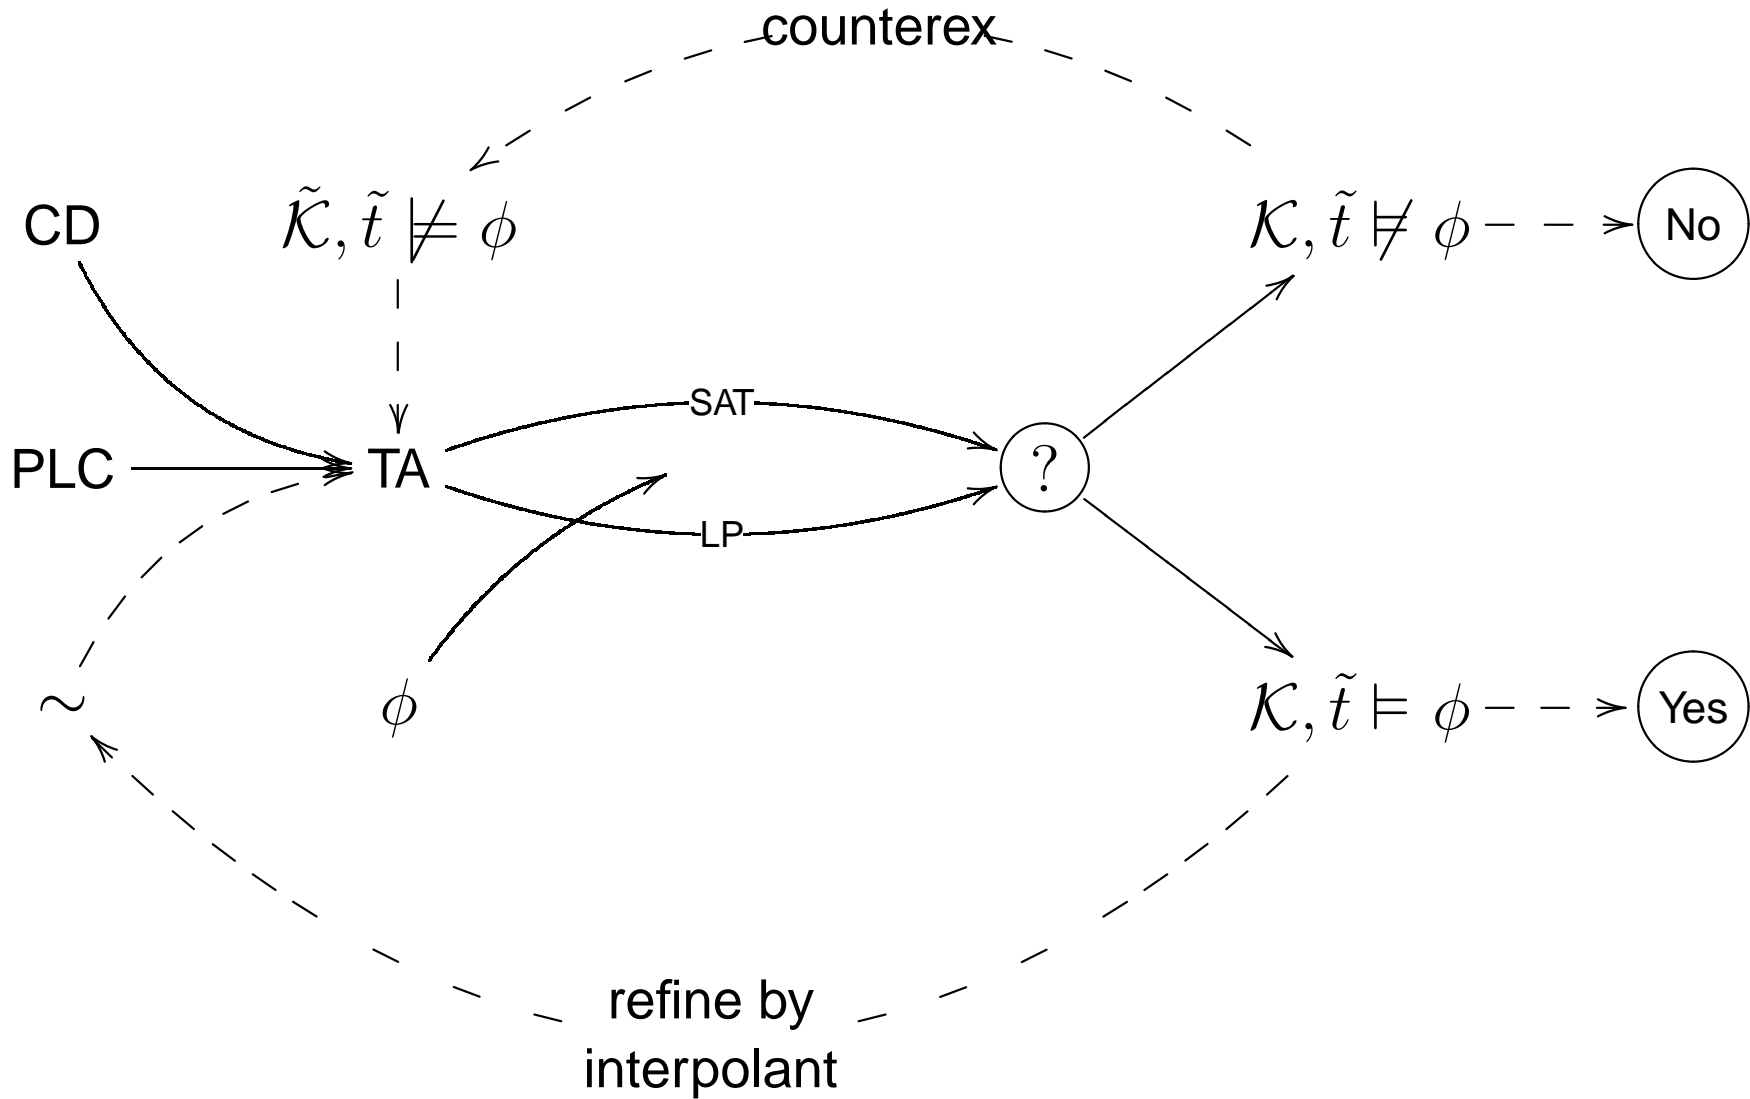 counterex
CD
𝒦̃, t̃ ⊭ ϕ
𝒦, t̃ ⊭ ϕ
No
SAT
PLC
TA
?
LP
∼
ϕ
𝒦, t̃ ⊨ ϕ
Yes
refine by
interpolant